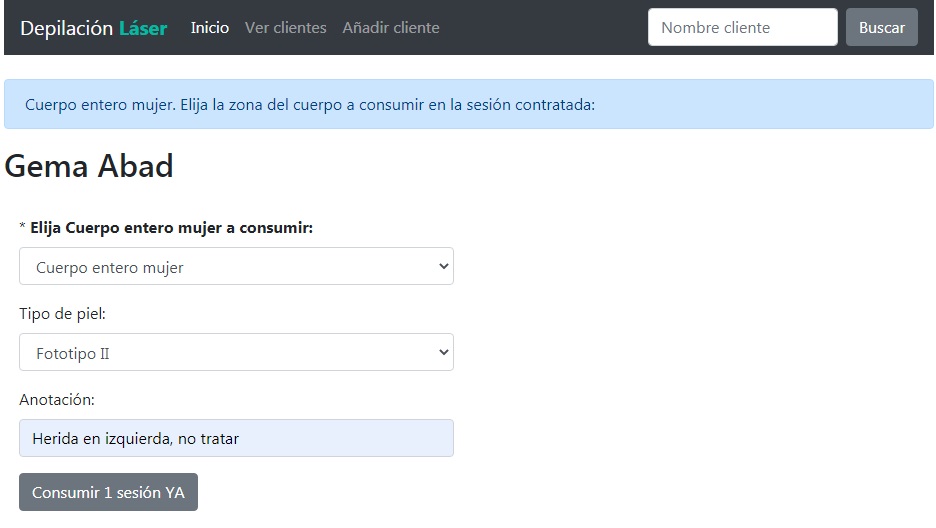 Depilación Láser Inicio Ver clientes Añadir cliente Nombre cliente Buscar
Cuerpo entero mujer. Elija la zona del cuerpo a consumir en la sesión contratada:
Gema Abad
* Elija Cuerpo entero mujer a consumir:
Cuerpo entero mujer
Tipo de piel:
Fototipo II
Anotación:
Herida en izquierda, no tratar
Consumir 1 sesión YA